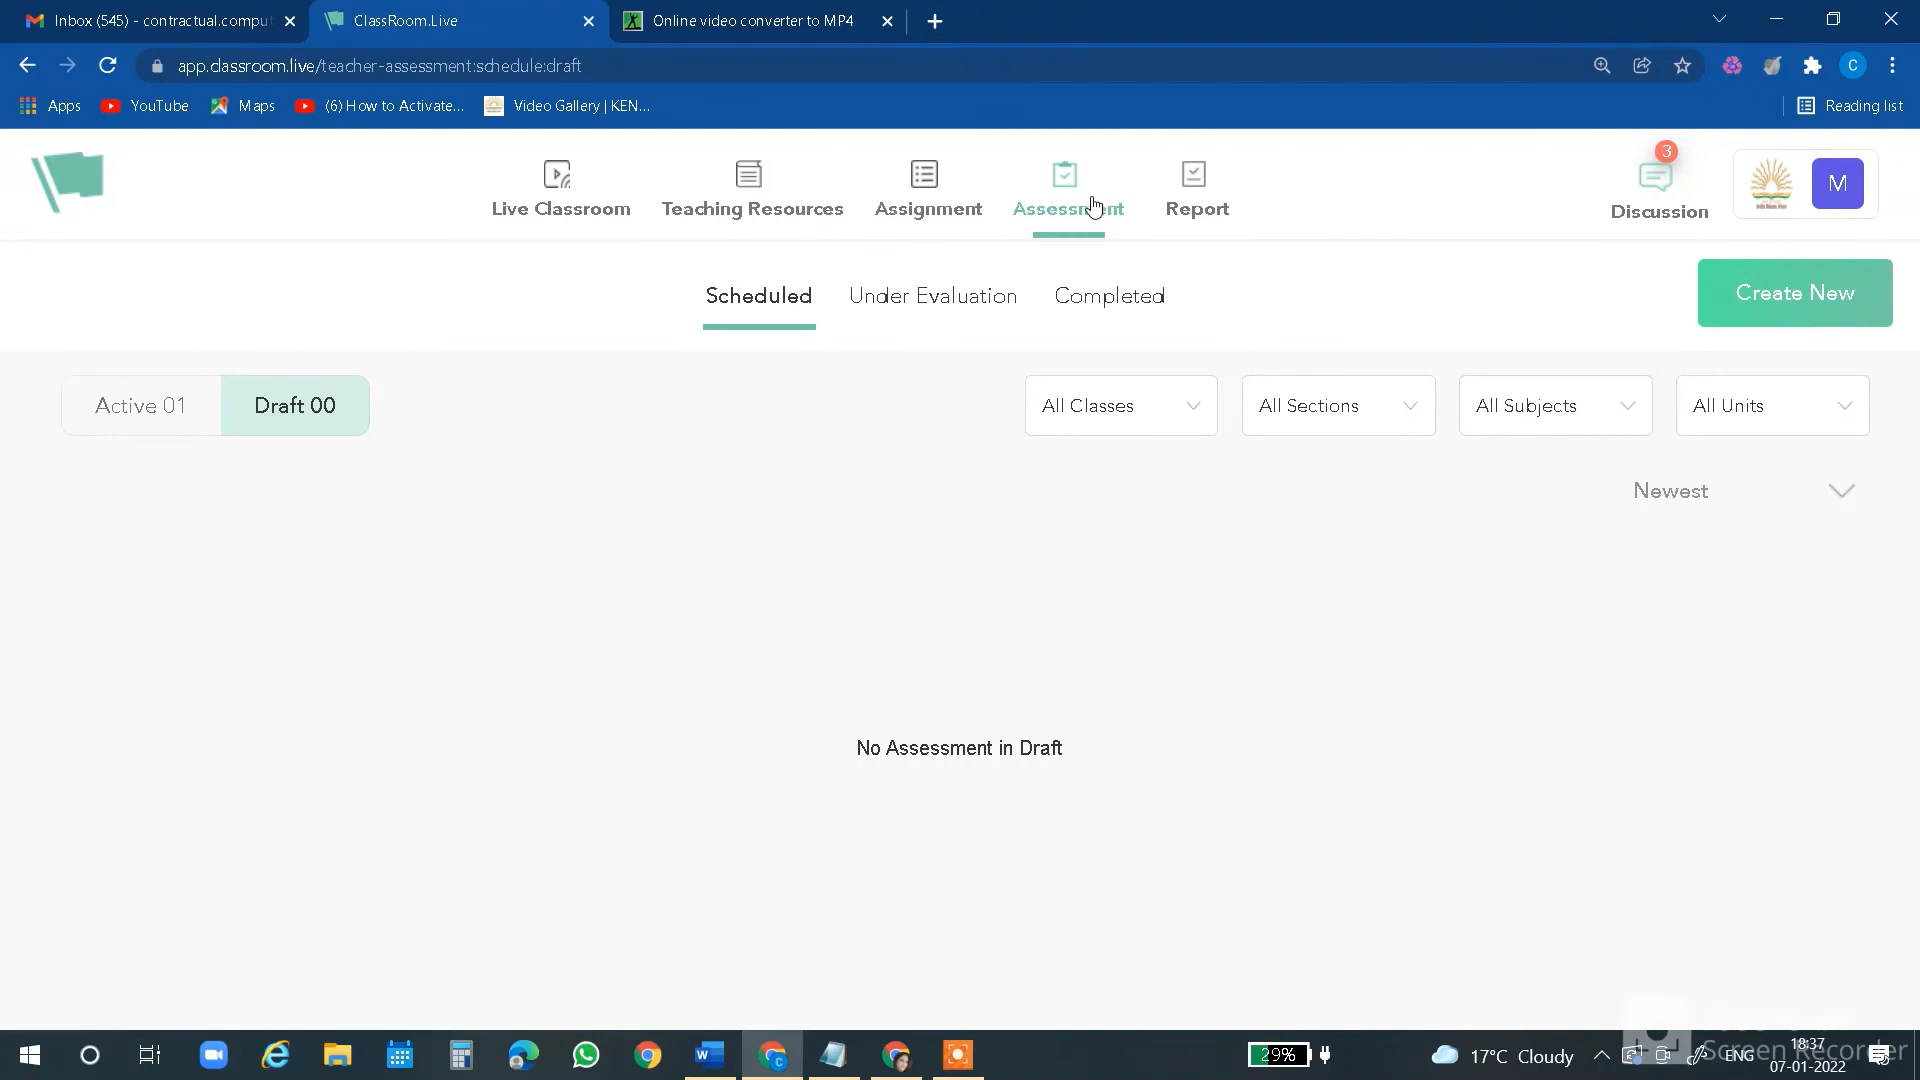 Inbox (545) - contractual.comput
ClassRoom.Live
Online video converter to MP4
app.classroom.live/teacher-assessment:schedule:draft
C
Apps
YouTube
Maps
(6) How to Activate...
Video Gallery | KEN...
Reading list
Live Classroom
Teaching Resources
Assignment
Assessment
Report
3
Discussion
M
Scheduled
Under Evaluation
Completed
Create New
Active 01
Draft 00
All Classes
All Sections
All Subjects
All Units
Newest
No Assessment in Draft
29%
17°C Cloudy
ENG
18:37
07-01-2022
Screen Recorder